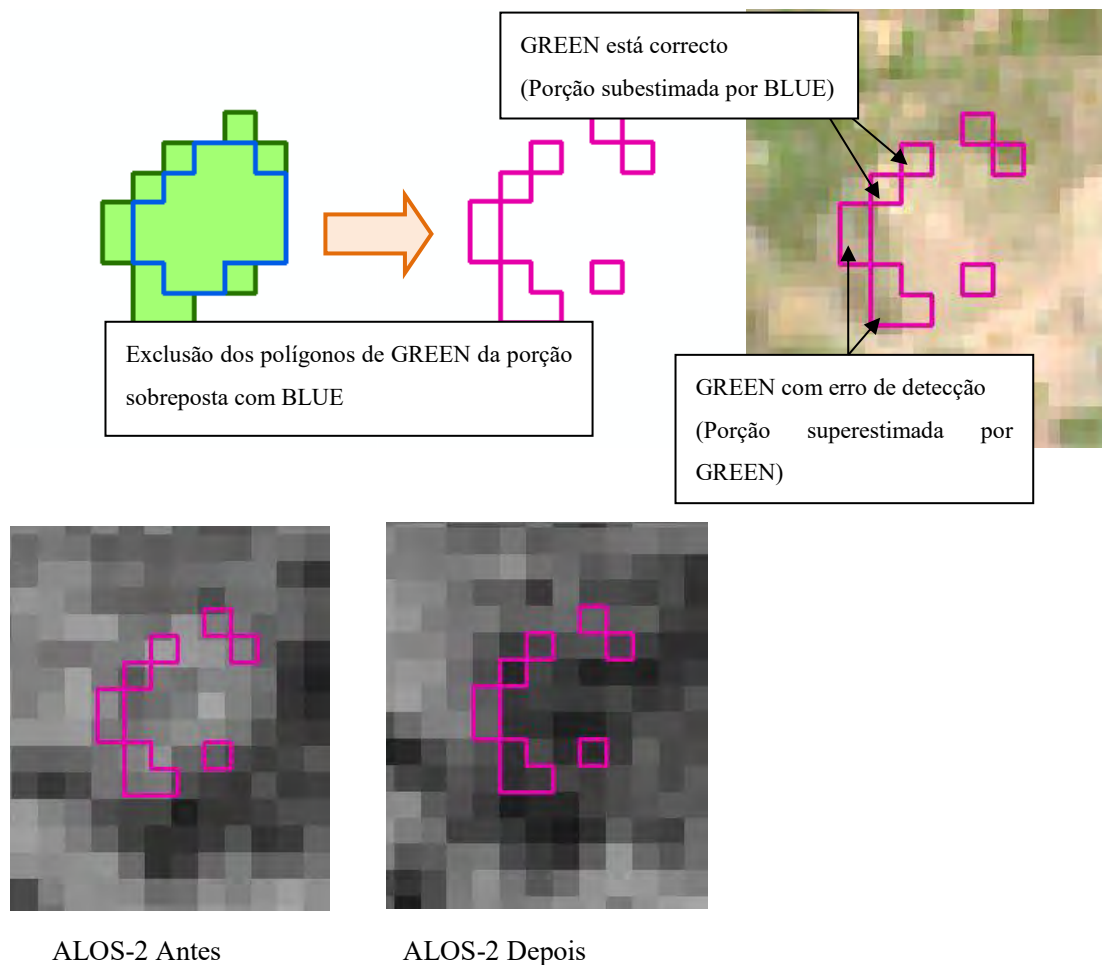 GREEN está correcto
(Porção subestimada por BLUE)
Exclusão dos polígonos de GREEN da porção
sobreposta com BLUE
GREEN com erro de detecção
(Porção superestimada por
GREEN)
ALOS-2 Antes
ALOS-2 Depois